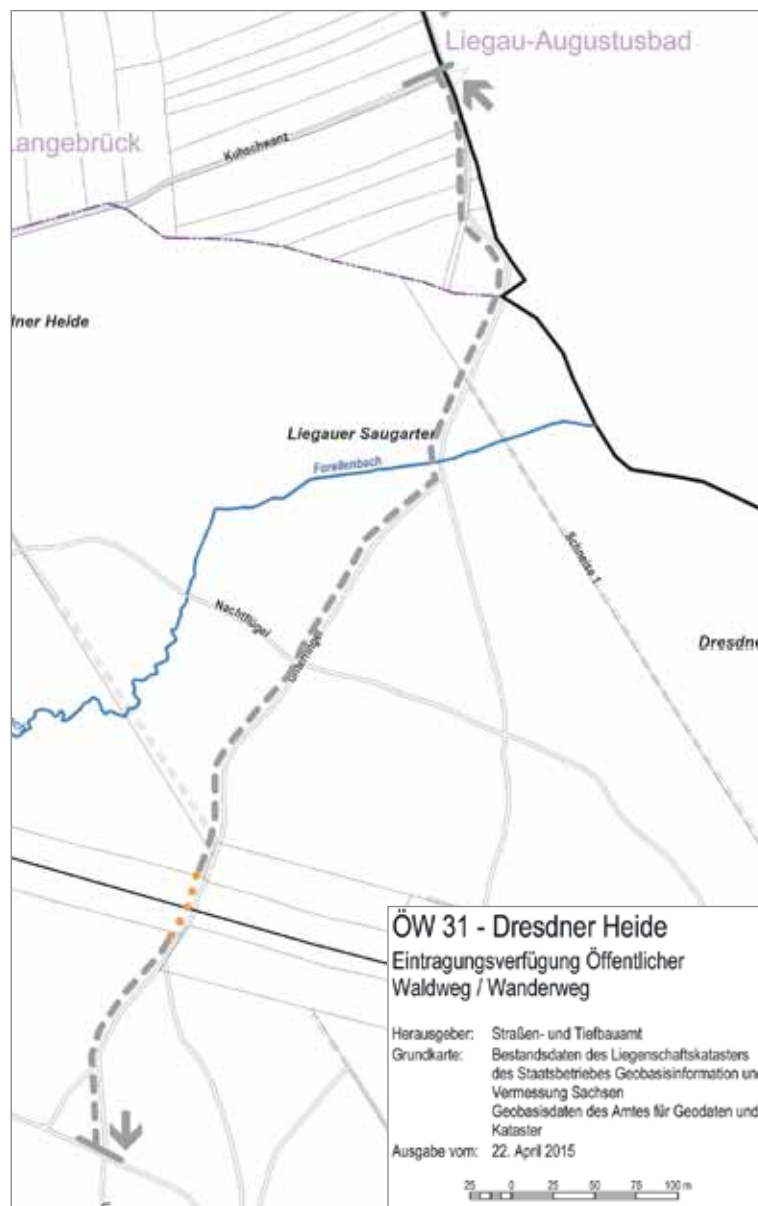 Liegau-Augustusbad
Langebrück
Kuhschwanz
dner Heide
Liegauer Saugarten
Forellenbach
Schneise 1
Nachtflügel
Dresdne
ÖW 31 - Dresdner Heide
Eintragungsverfügung Öffentlicher
Waldweg / Wanderweg
Herausgeber: Straßen- und Tiefbauamt
Grundkarte: Bestandsdaten des Liegenschaftskatasters
des Staatsbetriebes Geobasisinformation und
Vermessung Sachsen
Geobasisdaten des Amtes für Geodaten und
Kataster
Ausgabe vom: 22. April 2015
25 0 25 50 75 100 m